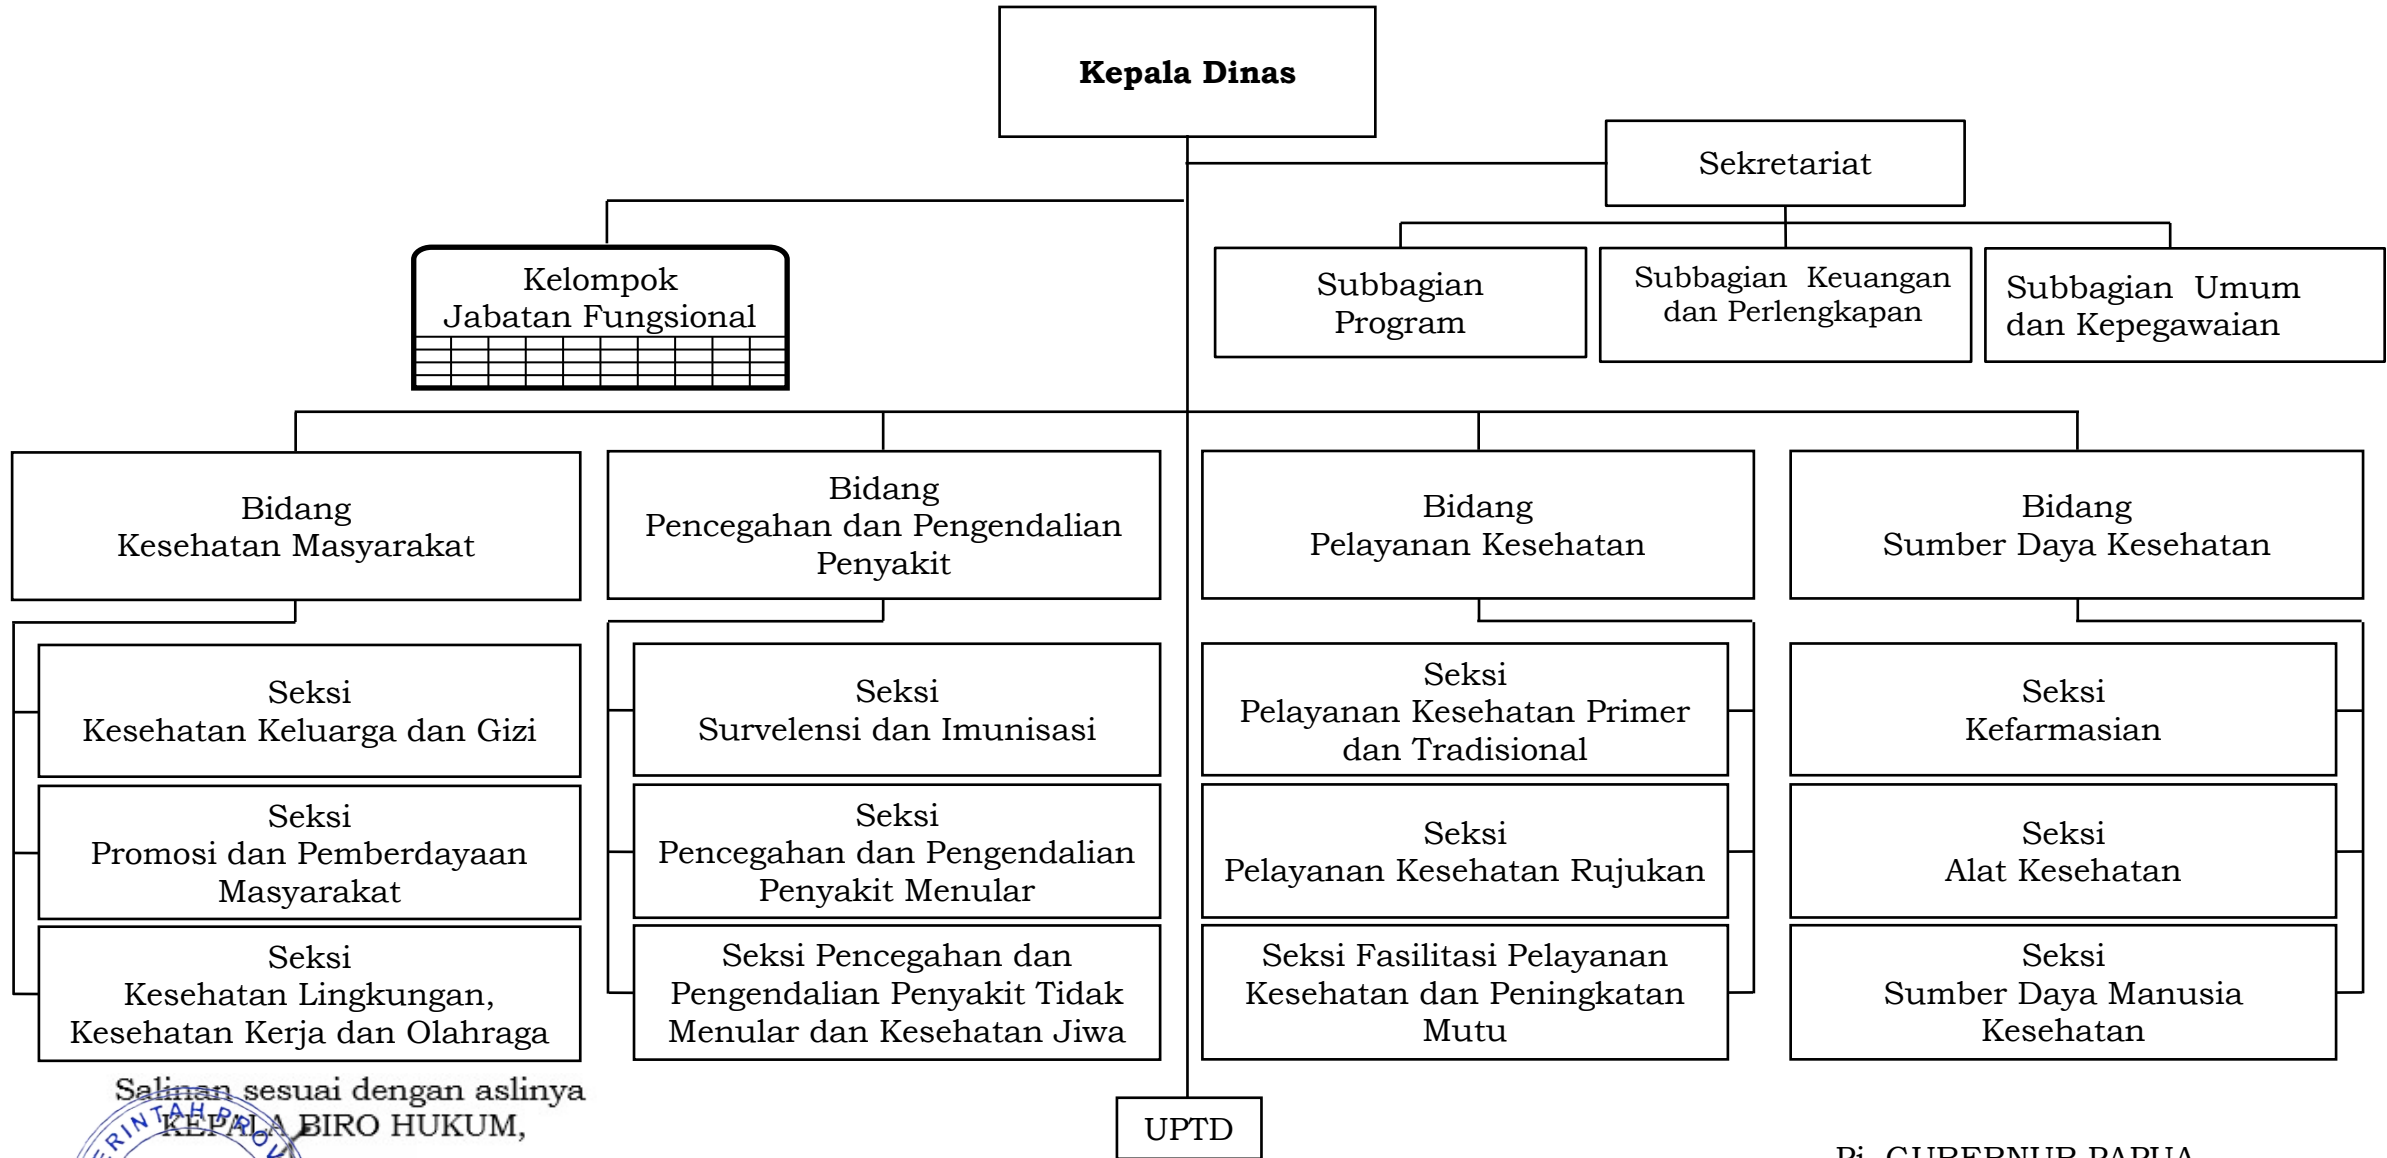 Kepala Dinas
Sekretariat
Kelompok
Jabatan Fungsional
Subbagian
Program
Subbagian Keuangan
dan Perlengkapan
Subbagian Umum
dan Kepegawaian
Bidang
Kesehatan Masyarakat
Bidang
Pencegahan dan Pengendalian
Penyakit
Bidang
Pelayanan Kesehatan
Bidang
Sumber Daya Kesehatan
Seksi
Kesehatan Keluarga dan Gizi
Seksi
Survelensi dan Imunisasi
Seksi
Pelayanan Kesehatan Primer
dan Tradisional
Seksi
Kefarmasian
Seksi
Promosi dan Pemberdayaan
Masyarakat
Seksi
Pencegahan dan Pengendalian
Penyakit Menular
Seksi
Pelayanan Kesehatan Rujukan
Seksi
Alat Kesehatan
Seksi
Kesehatan Lingkungan,
Kesehatan Kerja dan Olahraga
Seksi Pencegahan dan
Pengendalian Penyakit Tidak
Menular dan Kesehatan Jiwa
Seksi Fasilitasi Pelayanan
Kesehatan dan Peningkatan
Mutu
Seksi
Sumber Daya Manusia
Kesehatan
Salinan sesuai dengan aslinya
KEPALA BIRO HUKUM,
UPTD
Pj. GUBERNUR PAPUA